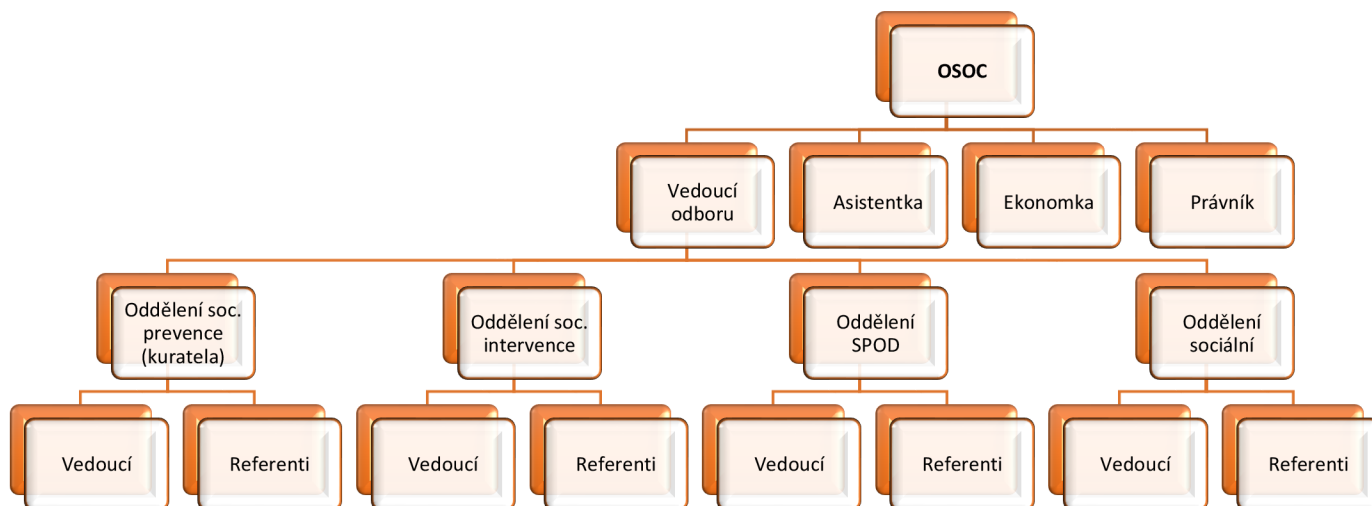 OSOC
Vedoucí
odboru
Asistentka
Ekonomka
Právník
Oddělení soc.
prevence
(kuratela)
Oddělení soc.
intervence
Oddělení
SPOD
Oddělení
sociální
Vedoucí
Referenti
Vedoucí
Referenti
Vedoucí
Referenti
Vedoucí
Referenti